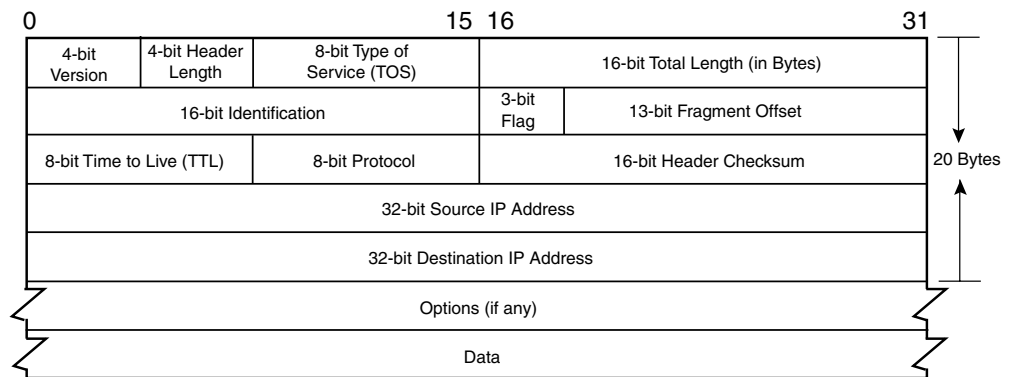 0 15 16 31
4-bit Version 4-bit Header Length 8-bit Type of Service (TOS) 16-bit Total Length (in Bytes)
16-bit Identification 3-bit Flag 13-bit Fragment Offset
8-bit Time to Live (TTL) 8-bit Protocol 16-bit Header Checksum 20 Bytes
32-bit Source IP Address
32-bit Destination IP Address
Options (if any)
Data